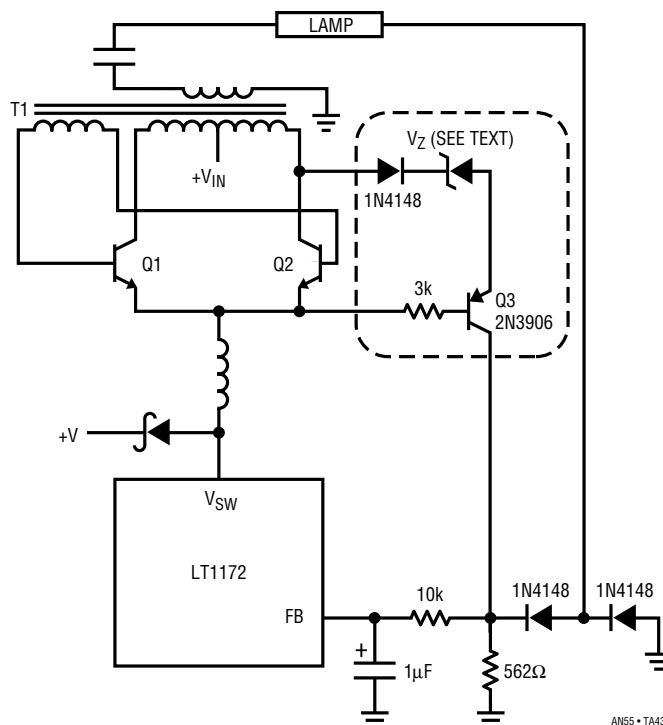 LAMP
T1
V_Z (SEE TEXT)
+V_IN
1N4148
Q1
Q2
3k
Q3
2N3906
+V
V_SW
LT1172
FB
10k
1N4148
1N4148
+
1µF
562Ω
AN55 • TA43